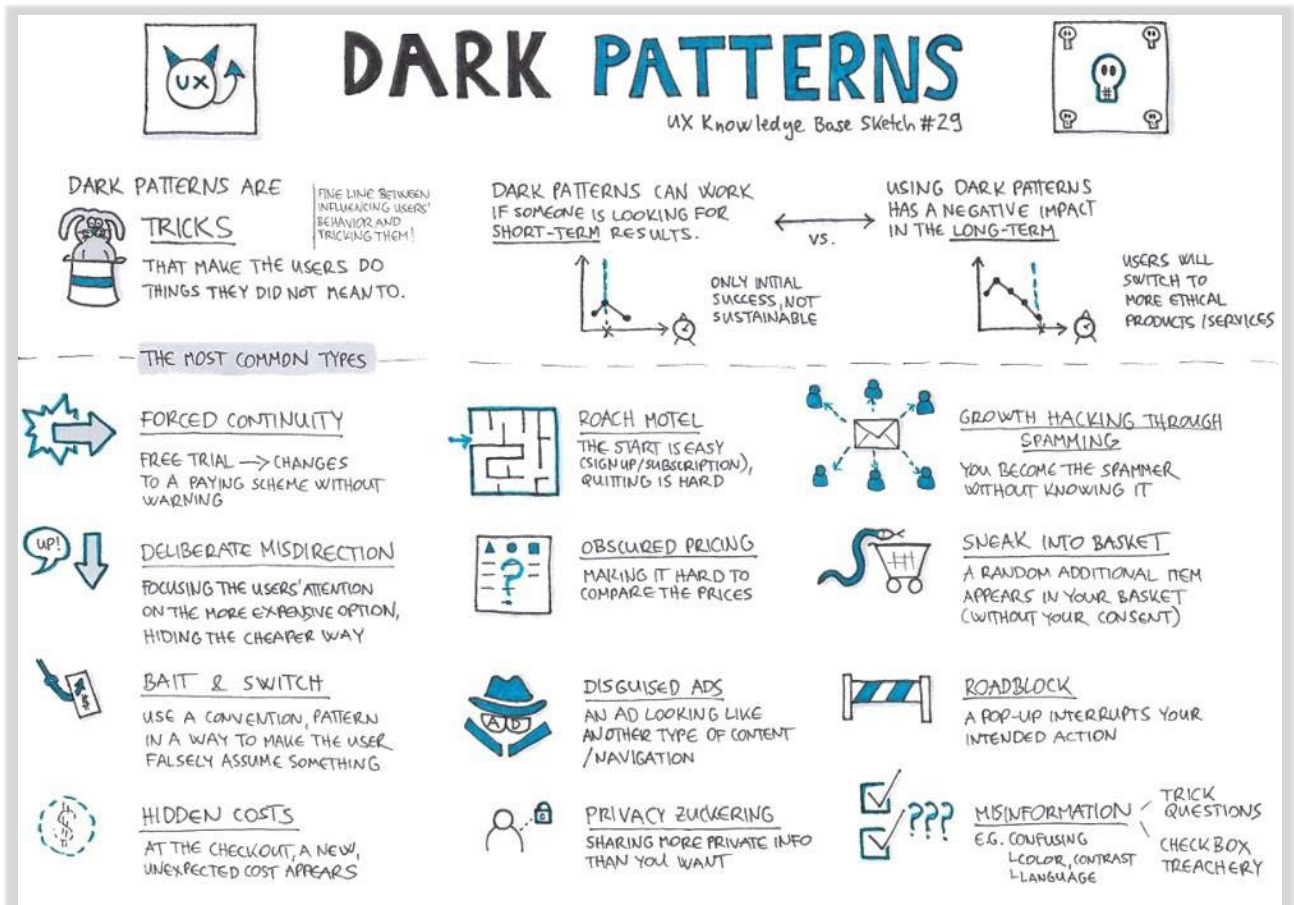 UX
DARK PATTERNS
UX Knowledge Base Sketch #29
DARK PATTERNS ARE
TRICKS
THAT MAKE THE USERS DO
THINGS THEY DID NOT MEAN TO.
FINE LINE BETWEEN
INFLUENCING USERS'
BEHAVIOR AND
TRICKING THEM!
DARK PATTERNS CAN WORK
IF SOMEONE IS LOOKING FOR
SHORT-TERM RESULTS.
VS.
USING DARK PATTERNS
HAS A NEGATIVE IMPACT
IN THE LONG-TERM
ONLY INITIAL
SUCCESS, NOT
SUSTAINABLE
USERS WILL
SWITCH TO
MORE ETHICAL
PRODUCTS/SERVICES
THE MOST COMMON TYPES
FORCED CONTINUITY
FREE TRIAL → CHANGES
TO A PAYING SCHEME WITHOUT
WARNING
ROACH MOTEL
THE START IS EASY
(SIGN UP/SUBSCRIPTION),
QUITTING IS HARD
GROWTH HACKING THROUGH
SPAMMING
YOU BECOME THE SPAMMER
WITHOUT KNOWING IT
UP!
DELIBERATE MISDIRECTION
FOCUSING THE USERS' ATTENTION
ON THE MORE EXPENSIVE OPTION,
HIDING THE CHEAPER WAY
?
OBSCURED PRICING
MAKING IT HARD TO
COMPARE THE PRICES
SNEAK INTO BASKET
A RANDOM ADDITIONAL ITEM
APPEARS IN YOUR BASKET
(WITHOUT YOUR CONSENT)
$
BAIT & SWITCH
USE A CONVENTION, PATTERN
IN A WAY TO MAKE THE USER
FALSELY ASSUME SOMETHING
AD
DISGUISED ADS
AN AD LOOKING LIKE
ANOTHER TYPE OF CONTENT
/NAVIGATION
ROADBLOCK
A POP-UP INTERRUPTS YOUR
INTENDED ACTION
$
HIDDEN COSTS
AT THE CHECKOUT, A NEW,
UNEXPECTED COST APPEARS
PRIVACY ZUCKERING
SHARING MORE PRIVATE INFO
THAN YOU WANT
???
MISINFORMATION
E.G. CONFUSING
COLOR, CONTRAST
LANGUAGE
TRICK
QUESTIONS
CHECKBOX
TREACHERY